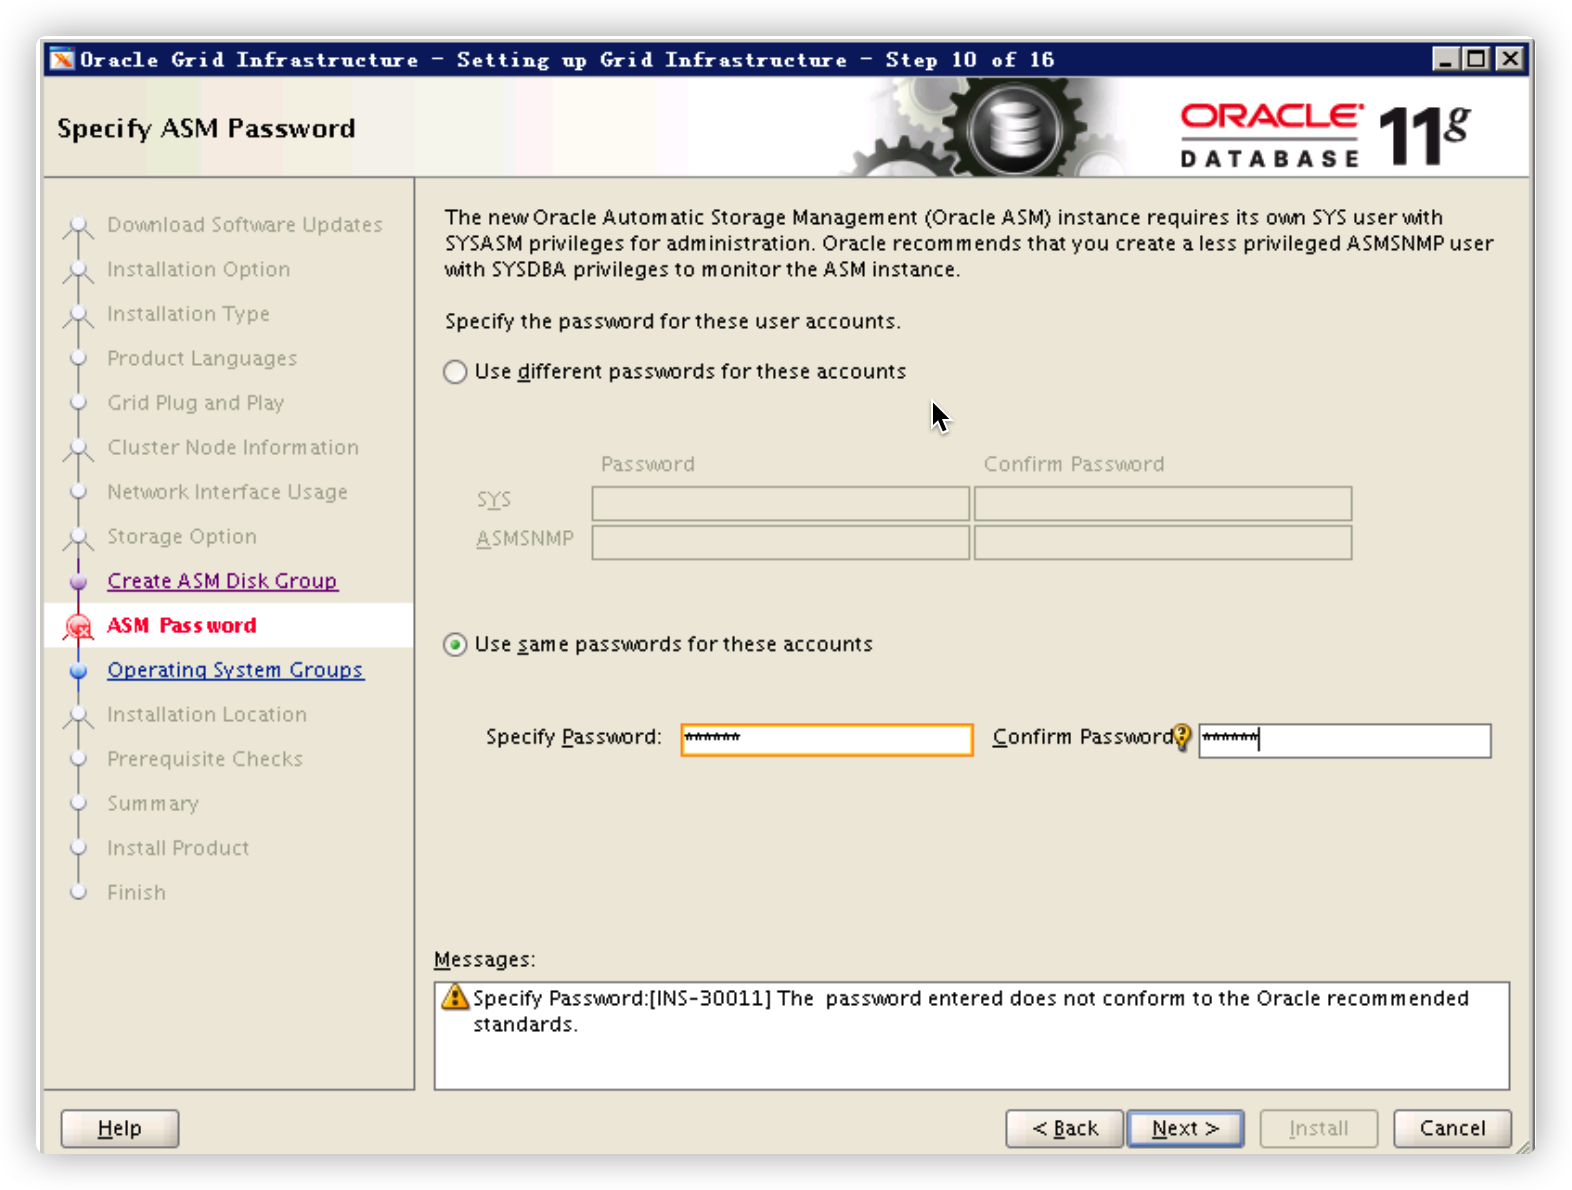 Oracle Grid Infrastructure - Setting up Grid Infrastructure - Step 10 of 16
Specify ASM Password
ORACLE
DATABASE
11g
Download Software Updates
Installation Option
Installation Type
Product Languages
Grid Plug and Play
Cluster Node Information
Network Interface Usage
Storage Option
Create ASM Disk Group
ASM Password
Operating System Groups
Installation Location
Prerequisite Checks
Summary
Install Product
Finish
The new Oracle Automatic Storage Management (Oracle ASM) instance requires its own SYS user with
SYSASM privileges for administration. Oracle recommends that you create a less privileged ASMSNMP user
with SYSDBA privileges to monitor the ASM instance.
Specify the password for these user accounts.
Use different passwords for these accounts
Password Confirm Password
SYS
ASMSNMP
Use same passwords for these accounts
Specify Password: ****** Confirm Password ******
Messages:
Specify Password:[INS-30011] The password entered does not conform to the Oracle recommended
standards.
Help < Back Next > Install Cancel